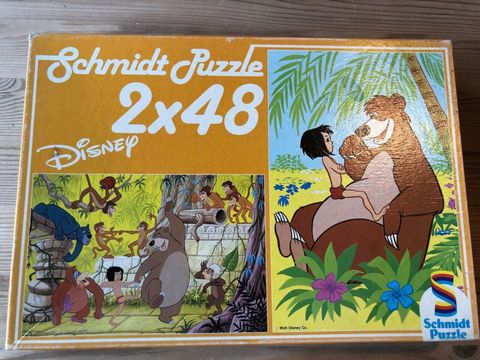 Schmidt Puzzle
2x48
Disney
© Walt Disney Co.
Schmidt
Puzzle